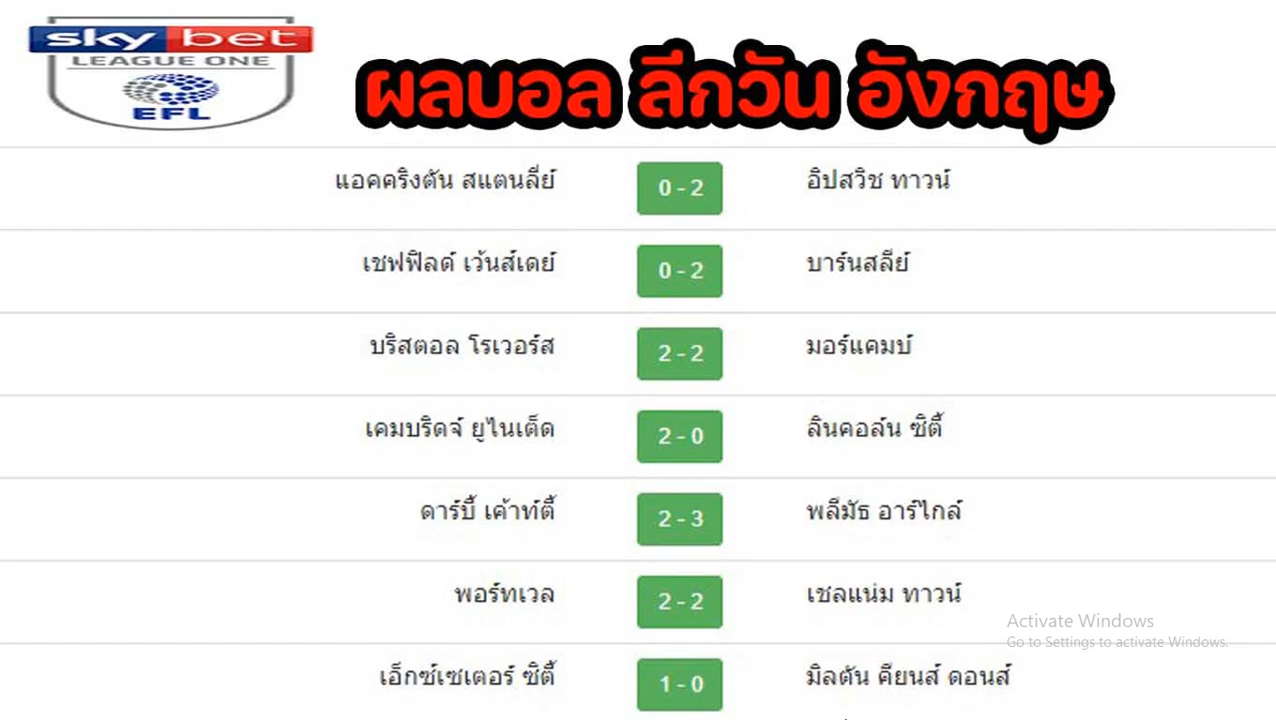 sky bet
LEAGUE ONE
EFL
ผลบอล ลีกวัน อังกฤษ
แอคคริงตัน สแตนลี่ย์ 0 - 2 อิปสวิช ทาวน์
เชฟฟิลด์ เว้นส์เดย์ 0 - 2 บาร์นสลี่ย์
บริสตอล โรเวอร์ส 2 - 2 มอร์แคมบ์
เคมบริดจ์ ยูไนเต็ด 2 - 0 ลินคอล์น ซิตี้
ดาร์บี้ เค้าท์ตี้ 2 - 3 พลีมัธ อาร์ไกล์
พอร์ทเวล 2 - 2 เชลแน่ม ทาวน์
Activate Windows
Go to Settings to activate Windows.
เอ็กซ์เซเตอร์ ซิตี้ 1 - 0 มิลตัน คียนส์ ดอนส์